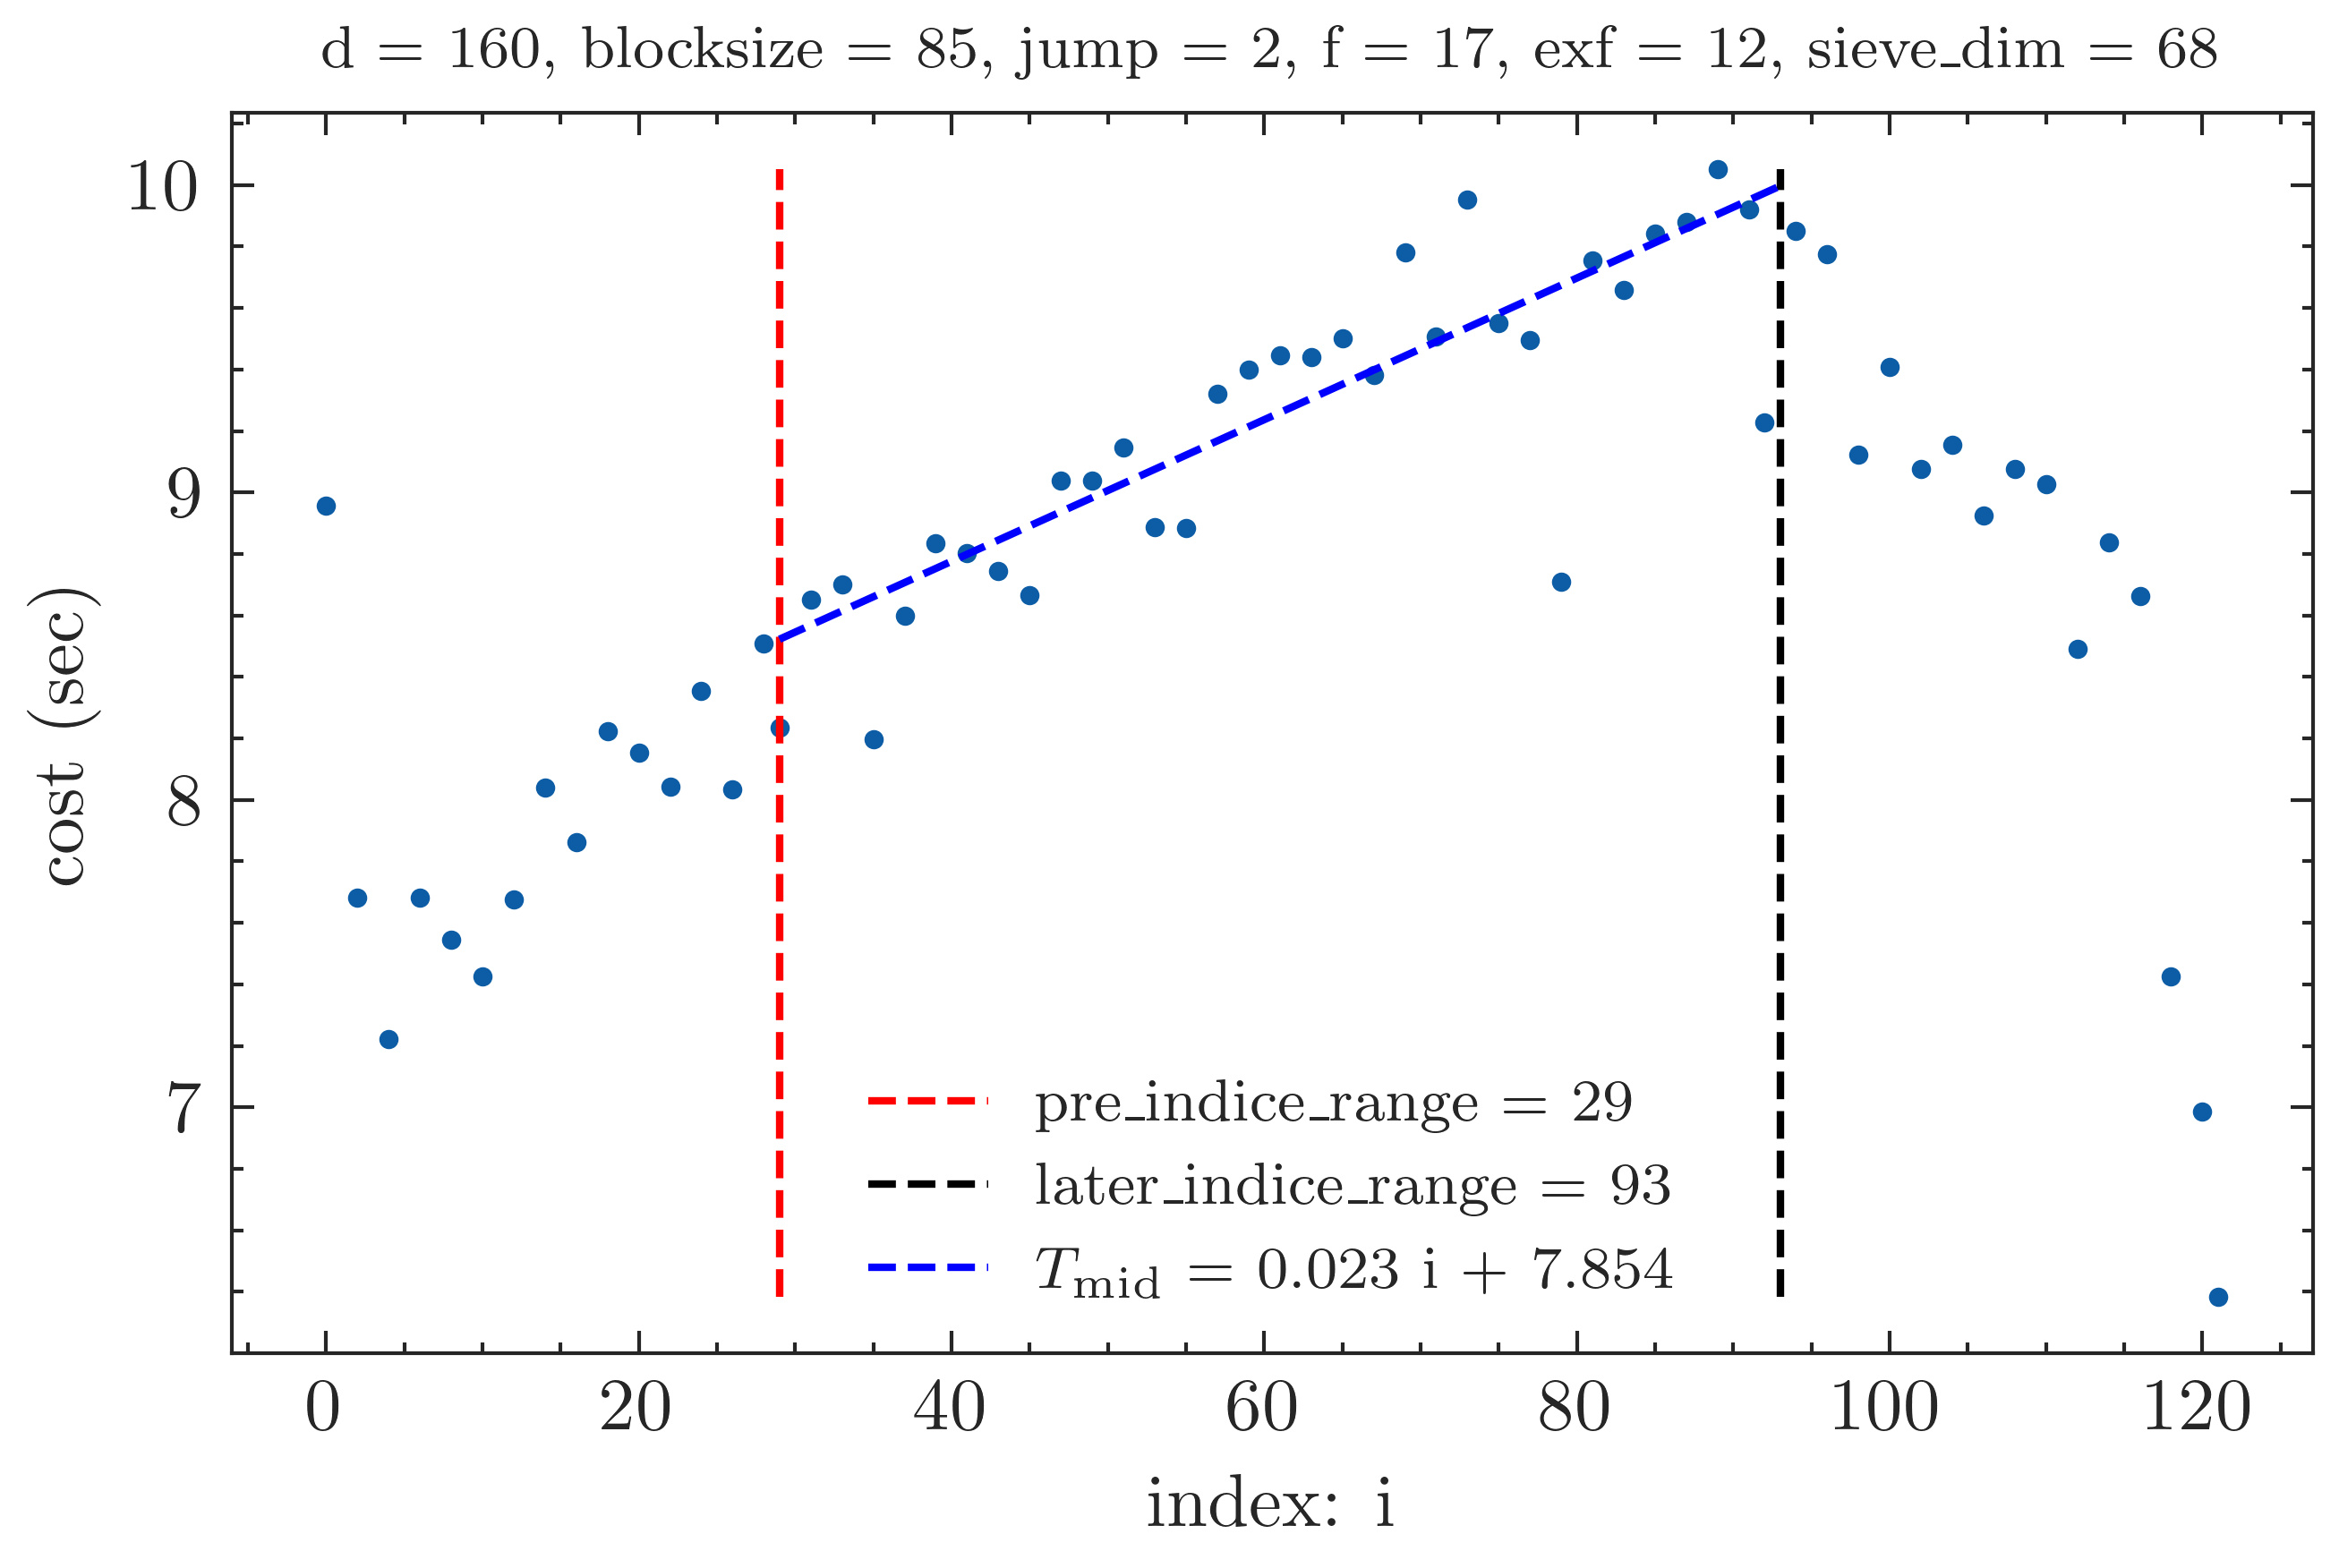 d = 160, blocksize = 85, jump = 2, f = 17, exf = 12, sieve_dim = 68
10
9
8
7
cost (sec)
pre_indice_range = 29
later_indice_range = 93
T_mid = 0.023 i + 7.854
0 20 40 60 80 100 120
index: i